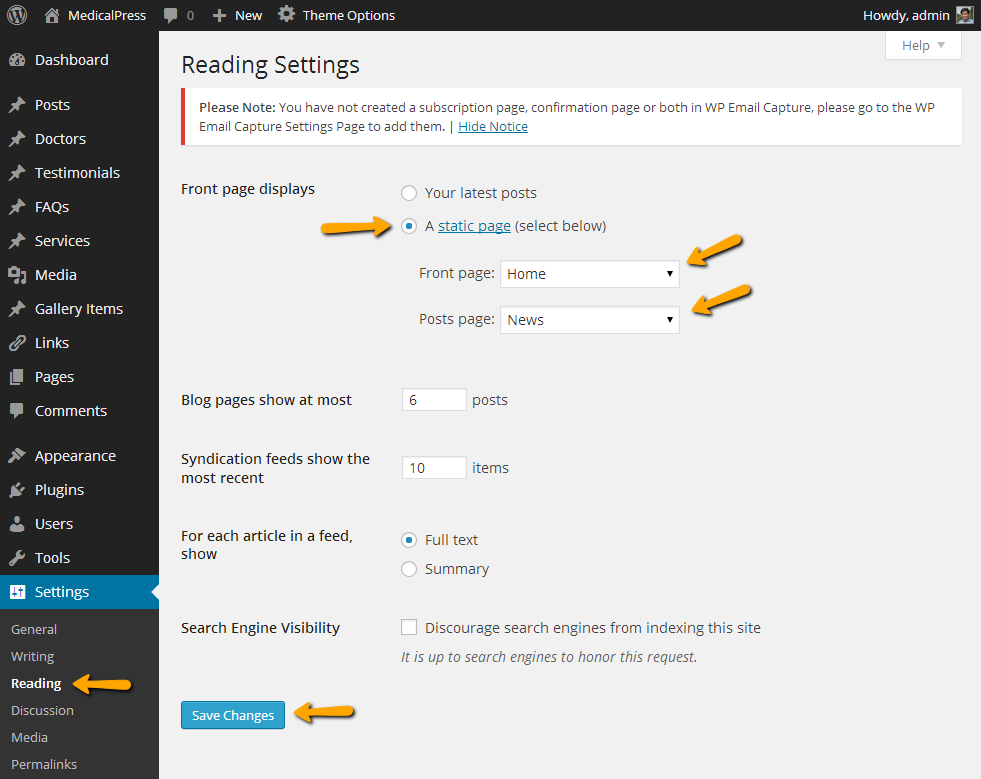 MedicalPress 0 New Theme Options Howdy, admin
Help
Dashboard
Posts
Doctors
Testimonials
FAQs
Services
Media
Gallery Items
Links
Pages
Comments
Appearance
Plugins
Users
Tools
Settings
General
Writing
Reading
Discussion
Media
Permalinks
Reading Settings
Please Note: You have not created a subscription page, confirmation page or both in WP Email Capture, please go to the WP
Email Capture Settings Page to add them. | Hide Notice
Front page displays
Your latest posts
A static page (select below)
Front page: Home
Posts page: News
Blog pages show at most 6 posts
Syndication feeds show the
most recent
10 items
For each article in a feed,
show
Full text
Summary
Search Engine Visibility
Discourage search engines from indexing this site
It is up to search engines to honor this request.
Save Changes